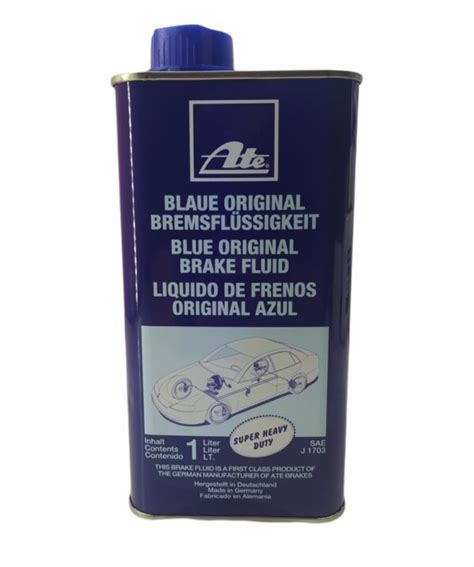 Ate®
BLAUE ORIGINAL
BREMSFLÜSSIGKEIT
BLUE ORIGINAL
BRAKE FLUID
LIQUIDO DE FRENOS
ORIGINAL AZUL
SUPER HEAVY
DUTY
Inhalt
Contents
Contenido
1
Liter
Liter
LT.
SAE
J 1703
THIS BRAKE FLUID IS A FIRST CLASS PRODUCT OF
THE GERMAN MANUFACTURER OF ATE BRAKES
Hergestellt in Deutschland
Made in Germany
Fabricado en Alemania